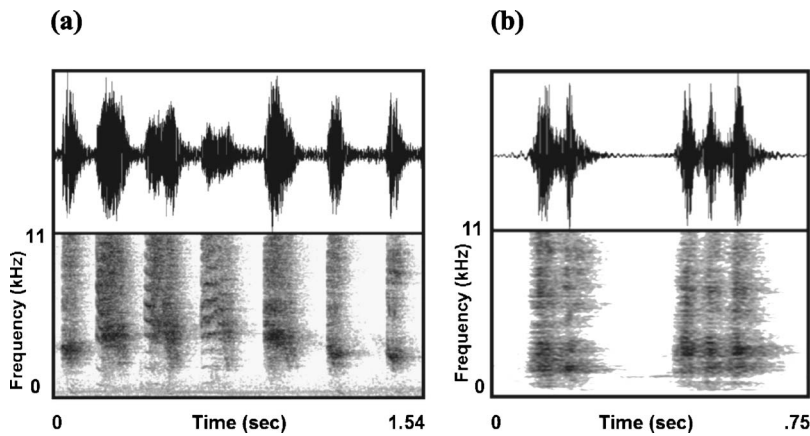 (a)
(b)
11
Frequency (kHz)
0
0 Time (sec) 1.54
11
Frequency (kHz)
0
0 Time (sec) .75